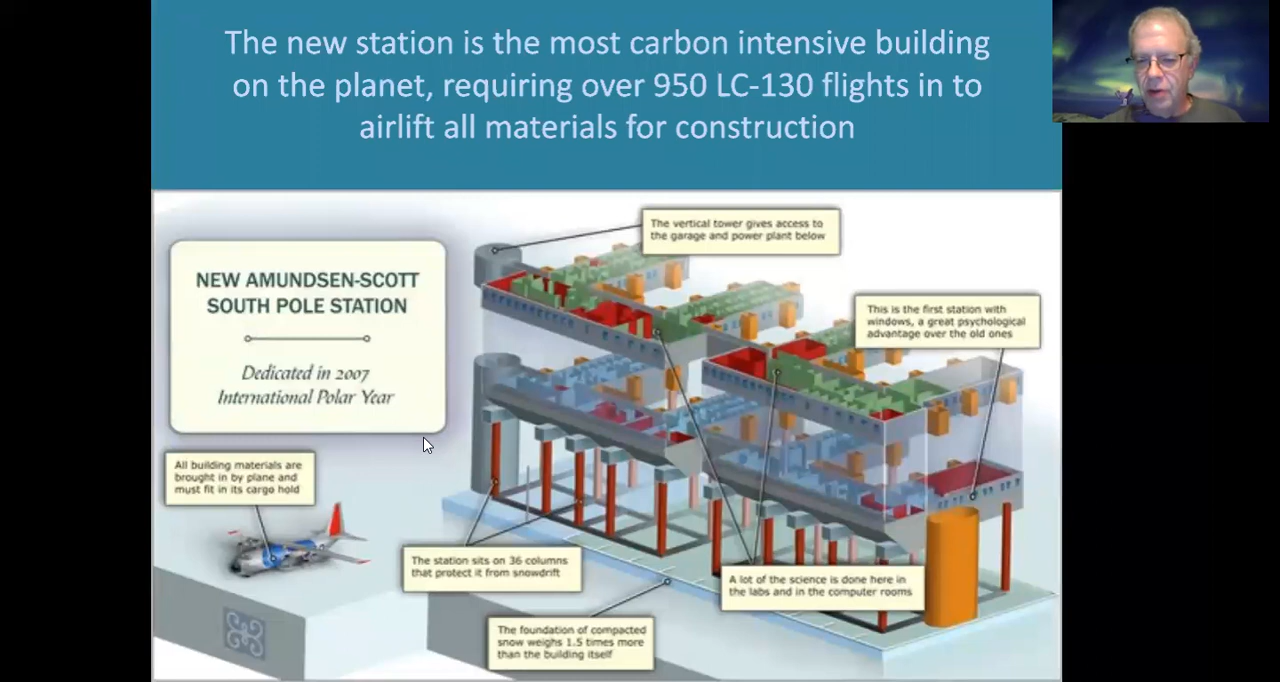 The new station is the most carbon intensive building
on the planet, requiring over 950 LC-130 flights in to
airlift all materials for construction
NEW AMUNDSEN-SCOTT
SOUTH POLE STATION
Dedicated in 2007
International Polar Year
The vertical tower gives access to
the garage and power plant below
This is the first station with
windows, a great psychological
advantage over the old ones
All building materials are
brought in by plane and
must fit in its cargo hold
The station sits on 36 columns
that protect it from snowdrift
A lot of the science is done here in
the labs and in the computer rooms
The foundation of compacted
snow weighs 1.5 times more
than the building itself